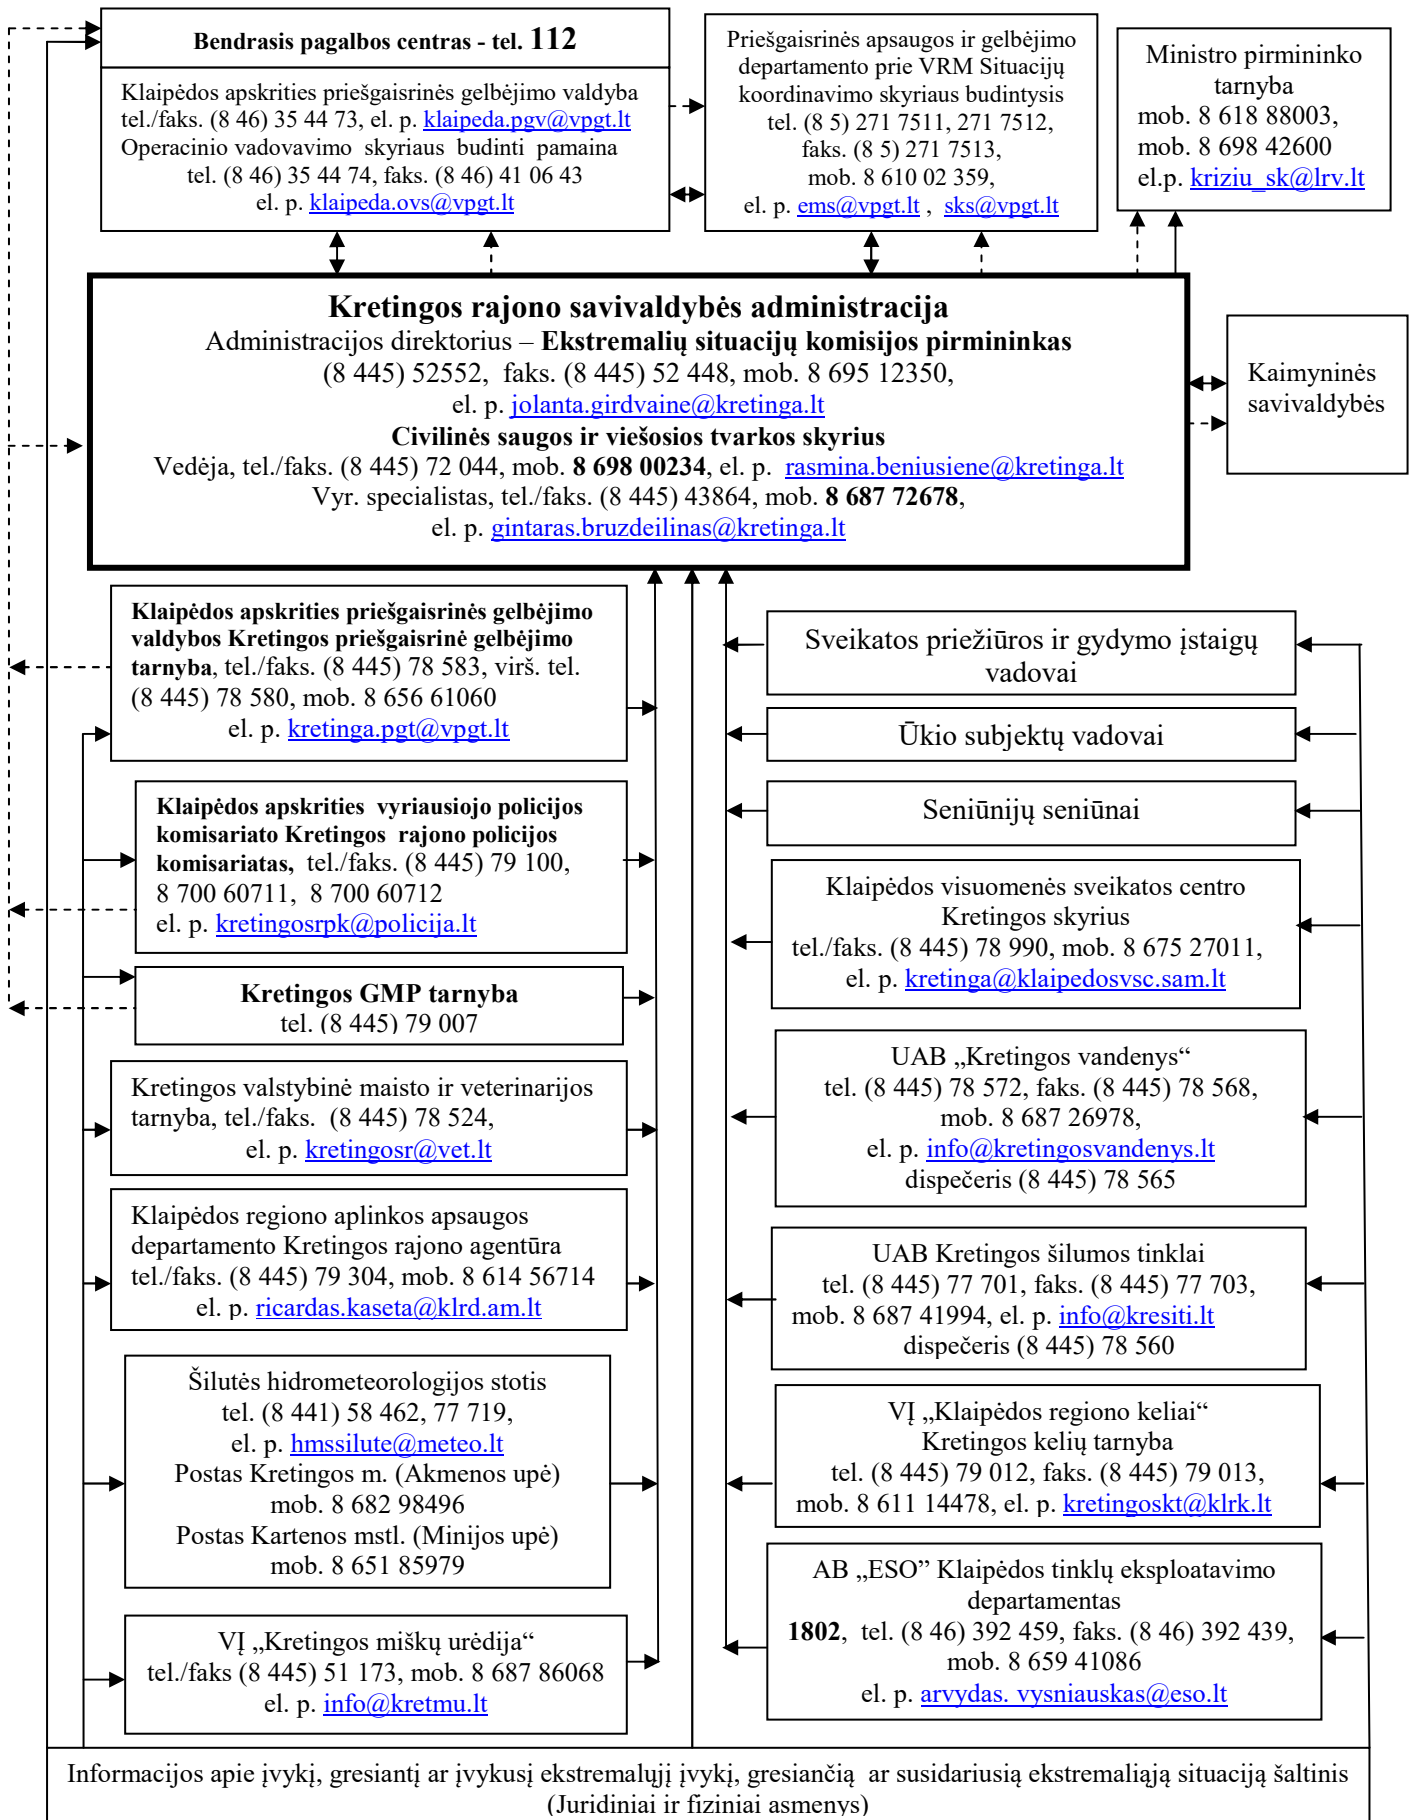 Bendrasis pagalbos centras - tel. 112
Klaipėdos apskrities priešgaisrinės gelbėjimo valdyba
tel./faks. (8 46) 35 44 73, el. p. klaipeda.pgv@vpgt.lt
Operacinio vadovavimo skyriaus budinti pamaina
tel. (8 46) 35 44 74, faks. (8 46) 41 06 43
el. p. klaipeda.ovs@vpgt.lt
Priešgaisrinės apsaugos ir gelbėjimo
departamento prie VRM Situacijų
koordinavimo skyriaus budintysis
tel. (8 5) 271 7511, 271 7512,
faks. (8 5) 271 7513,
mob. 8 610 02 359,
el. p. ems@vpgt.lt , sks@vpgt.lt
Ministro pirmininko
tarnyba
mob. 8 618 88003,
mob. 8 698 42600
el.p. kriziu_sk@lrv.lt
Kretingos rajono savivaldybės administracija
Administracijos direktorius – Ekstremalių situacijų komisijos pirmininkas
(8 445) 52552, faks. (8 445) 52 448, mob. 8 695 12350,
el. p. jolanta.girdvaine@kretinga.lt
Civilinės saugos ir viešosios tvarkos skyrius
Vedėja, tel./faks. (8 445) 72 044, mob. 8 698 00234, el. p. rasmina.beniusiene@kretinga.lt
Vyr. specialistas, tel./faks. (8 445) 43864, mob. 8 687 72678,
el. p. gintaras.bruzdeilinas@kretinga.lt
Kaimyninės
savivaldybės
Klaipėdos apskrities priešgaisrinės gelbėjimo
valdybos Kretingos priešgaisrinė gelbėjimo
tarnyba, tel./faks. (8 445) 78 583, virš. tel.
(8 445) 78 580, mob. 8 656 61060
el. p. kretinga.pgt@vpgt.lt
Klaipėdos apskrities vyriausiojo policijos
komisariato Kretingos rajono policijos
komisariatas, tel./faks. (8 445) 79 100,
8 700 60711, 8 700 60712
el. p. kretingosrpk@policija.lt
Kretingos GMP tarnyba
tel. (8 445) 79 007
Kretingos valstybinė maisto ir veterinarijos
tarnyba, tel./faks. (8 445) 78 524,
el. p. kretingosr@vet.lt
Klaipėdos regiono aplinkos apsaugos
departamento Kretingos rajono agentūra
tel./faks. (8 445) 79 304, mob. 8 614 56714
el. p. ricardas.kaseta@klrd.am.lt
Šilutės hidrometeorologijos stotis
tel. (8 441) 58 462, 77 719,
el. p. hmssilute@meteo.lt
Postas Kretingos m. (Akmenos upė)
mob. 8 682 98496
Postas Kartenos mstl. (Minijos upė)
mob. 8 651 85979
VĮ „Kretingos miškų urėdija“
tel./faks (8 445) 51 173, mob. 8 687 86068
el. p. info@kretmu.lt
Sveikatos priežiūros ir gydymo įstaigų
vadovai
Ūkio subjektų vadovai
Seniūnijų seniūnai
Klaipėdos visuomenės sveikatos centro
Kretingos skyrius
tel./faks. (8 445) 78 990, mob. 8 675 27011,
el. p. kretinga@klaipedosvsc.sam.lt
UAB „Kretingos vandenys“
tel. (8 445) 78 572, faks. (8 445) 78 568,
mob. 8 687 26978,
el. p. info@kretingosvandenys.lt
dispečeris (8 445) 78 565
UAB Kretingos šilumos tinklai
tel. (8 445) 77 701, faks. (8 445) 77 703,
mob. 8 687 41994, el. p. info@kresiti.lt
dispečeris (8 445) 78 560
VĮ „Klaipėdos regiono keliai“
Kretingos kelių tarnyba
tel. (8 445) 79 012, faks. (8 445) 79 013,
mob. 8 611 14478, el. p. kretingoskt@klrk.lt
AB „ESO” Klaipėdos tinklų eksploatavimo
departamentas
1802, tel. (8 46) 392 459, faks. (8 46) 392 439,
mob. 8 659 41086
el. p. arvydas. vysniauskas@eso.lt
Informacijos apie įvykį, gresiantį ar įvykusį ekstremalųjį įvykį, gresiančią ar susidariusią ekstremaliąją situaciją šaltinis
(Juridiniai ir fiziniai asmenys)